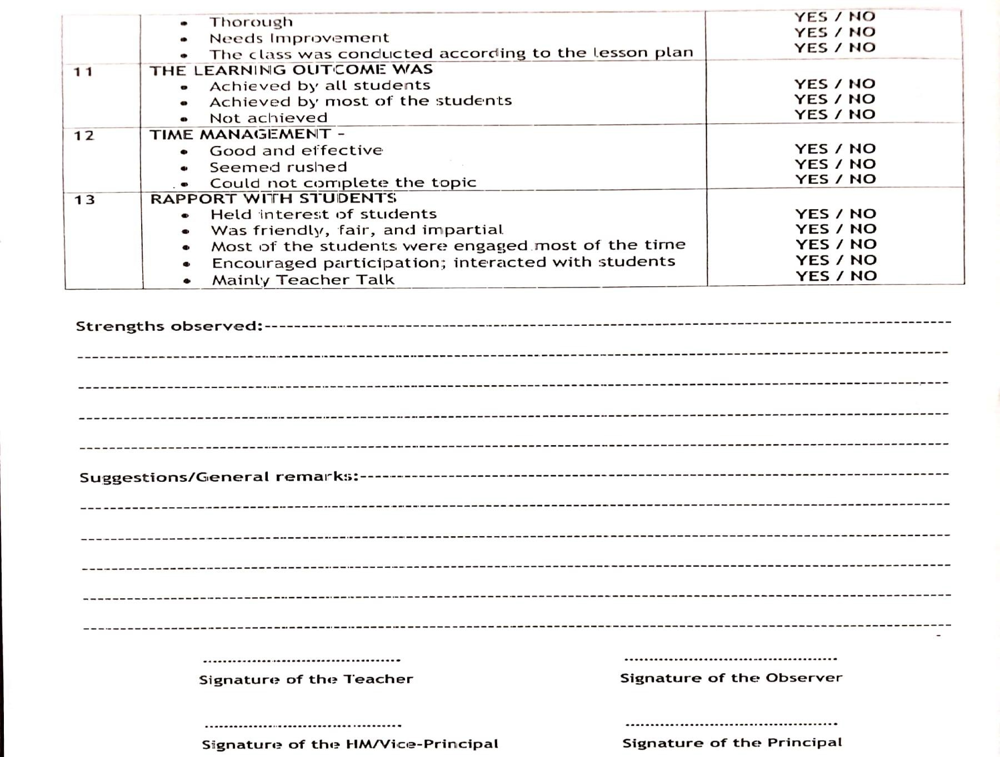 • Thorough YES / NO
• Needs Improvement YES / NO
• The class was conducted according to the lesson plan YES / NO
11 THE LEARNING OUTCOME WAS
• Achieved by all students YES / NO
• Achieved by most of the students YES / NO
• Not achieved YES / NO
12 TIME MANAGEMENT -
• Good and effective YES / NO
• Seemed rushed YES / NO
• Could not complete the topic YES / NO
13 RAPPORT WITH STUDENTS
• Held interest of students YES / NO
• Was friendly, fair, and impartial YES / NO
• Most of the students were engaged most of the time YES / NO
• Encouraged participation; interacted with students YES / NO
• Mainly Teacher Talk YES / NO
Strengths observed:
Suggestions/General remarks:
Signature of the Teacher Signature of the Observer
Signature of the HM/Vice-Principal Signature of the Principal